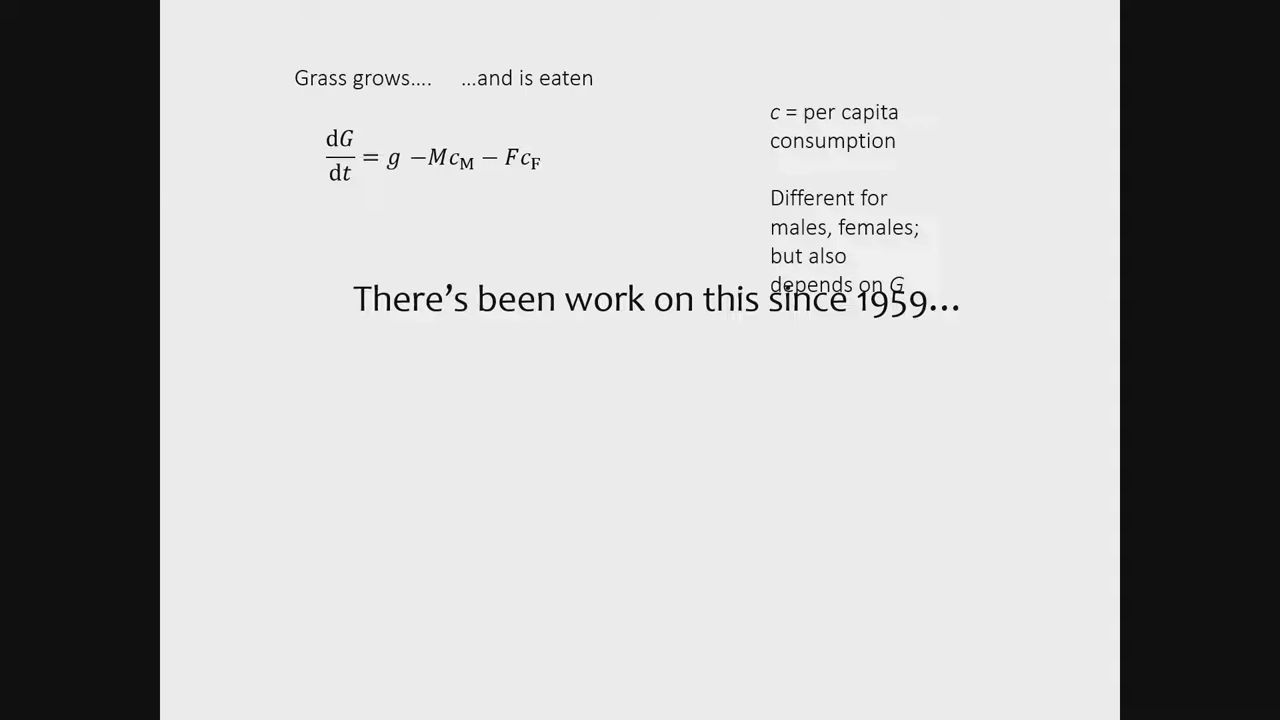 Grass grows.... ...and is eaten
dG/dt = g −Mc_M − Fc_F
c = per capita
consumption
Different for
males, females;
but also
depends on G
There's been work on this since 1959...